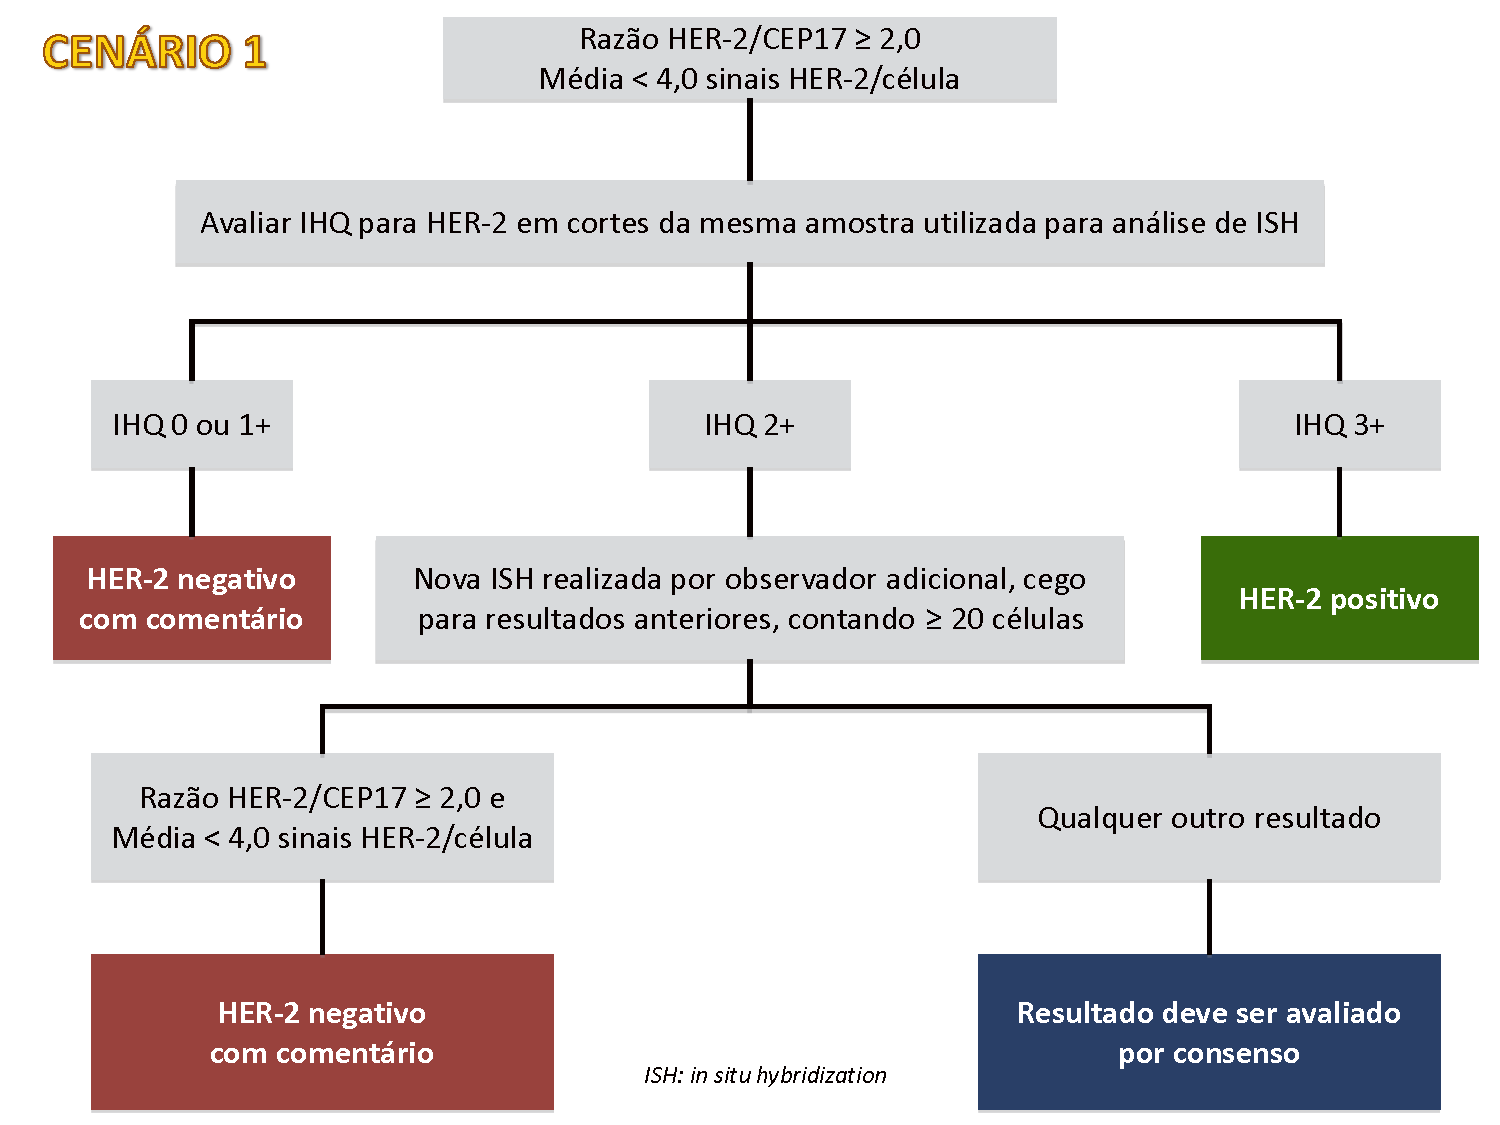 CENÁRIO 1
Razão HER-2/CEP17 ≥ 2,0
Média < 4,0 sinais HER-2/célula
Avaliar IHQ para HER-2 em cortes da mesma amostra utilizada para análise de ISH
IHQ 0 ou 1+
IHQ 2+
IHQ 3+
HER-2 negativo
com comentário
Nova ISH realizada por observador adicional, cego
para resultados anteriores, contando ≥ 20 células
HER-2 positivo
Razão HER-2/CEP17 ≥ 2,0 e
Média < 4,0 sinais HER-2/célula
Qualquer outro resultado
HER-2 negativo
com comentário
Resultado deve ser avaliado
por consenso
ISH: in situ hybridization